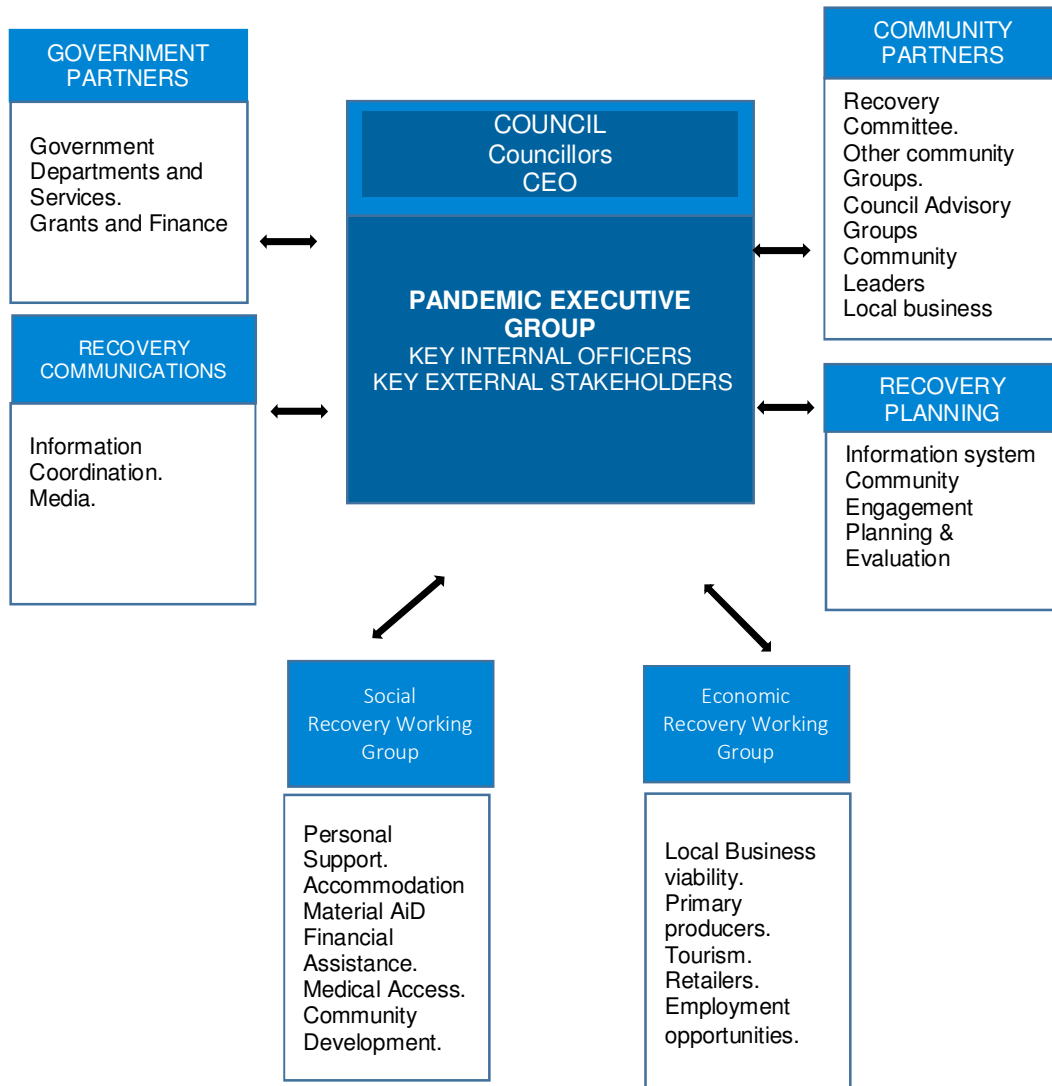 GOVERNMENT
PARTNERS
Government
Departments and
Services.
Grants and Finance
COUNCIL
Councillors
CEO
PANDEMIC EXECUTIVE
GROUP
KEY INTERNAL OFFICERS
KEY EXTERNAL STAKEHOLDERS
COMMUNITY
PARTNERS
Recovery
Committee.
Other community
Groups.
Council Advisory
Groups
Community
Leaders
Local business
RECOVERY
COMMUNICATIONS
Information
Coordination.
Media.
RECOVERY
PLANNING
Information system
Community
Engagement
Planning &
Evaluation
Social
Recovery Working
Group
Personal
Support.
Accommodation
Material AiD
Financial
Assistance.
Medical Access.
Community
Development.
Economic
Recovery Working
Group
Local Business
viability.
Primary
producers.
Tourism.
Retailers.
Employment
opportunities.